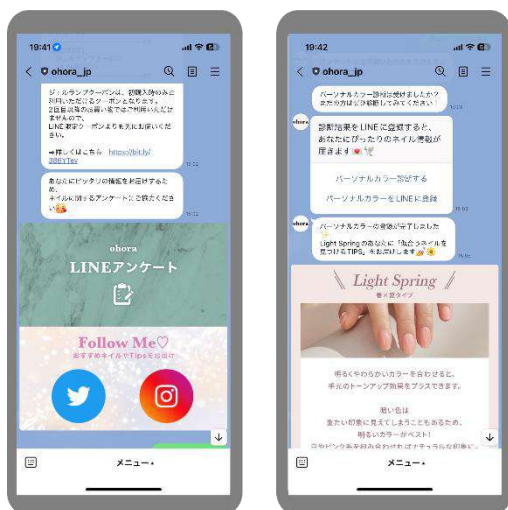 19:41
ohora_jp
ジェルランプクーポンは、初購入時のみご
利用いただけるクーポンとなります。
2回目以降のお買い物ではご利用いただけ
ませんので、
LINE限定クーポンよりも先にお使いくだ
さい。
➡詳しくはこちら https://bit.ly/
あなたにピッタリの情報をお届けするた
め、
ネイルに関するアンケートにご協力くださ
い
ohora
LINEアンケート
Follow Me♡
おすすめネイルやTipsをお届け
メニュー
19:42
ohora_jp
パーソナルカラー診断は受けましたか？
まだの方はぜひ診断してみてください！
ohora
診断結果をLINEに登録すると、
あなたにぴったりのネイル情報が
届きます
パーソナルカラー診断する
パーソナルカラーをLINEに登録
ohora
パーソナルカラーの登録が完了しました
Light Springのあなたに「似合うネイルを
見つけるTIPS」をお届けします
Light Spring
春×夏タイプ
明るくやわらかいカラーを合わせると、
手元のトーンアップ効果をプラスできます。
暗い色は
重たい印象に見えてしまうこともあるため、
明るいカラーがベスト!
メニュー